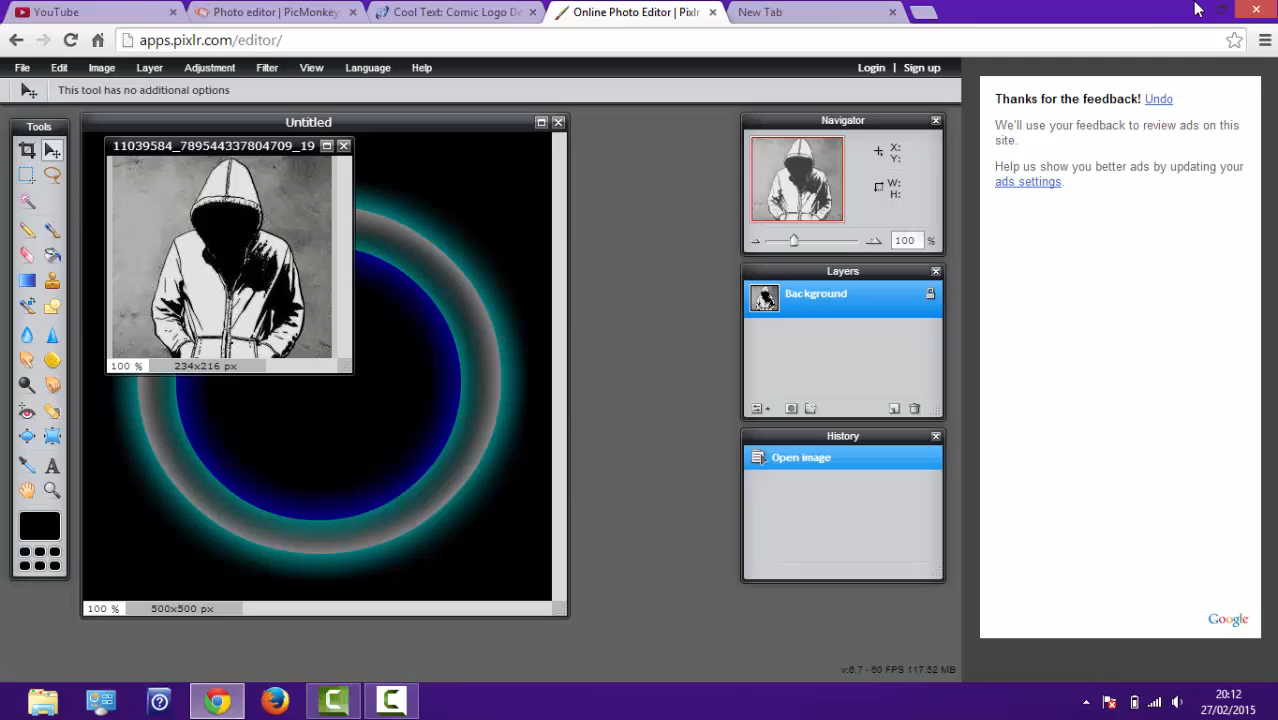 YouTube
Photo editor | PicMonkey
Cool Text: Comic Logo De
Online Photo Editor | Pixlr
New Tab
apps.pixlr.com/editor/
File Edit Image Layer Adjustment Filter View Language Help
Login | Sign up
This tool has no additional options
Tools
Untitled
11039584_789544337804709_19
100 % 234x216 px
100 % 500x500 px
Navigator
X:
Y:
W:
H:
100 %
Layers
Background
History
Open image
v:6.7 - 60 FPS 117.52 MB
Thanks for the feedback! Undo
We'll use your feedback to review ads on this
site.
Help us show you better ads by updating your
ads settings.
Google
20:12
27/02/2015